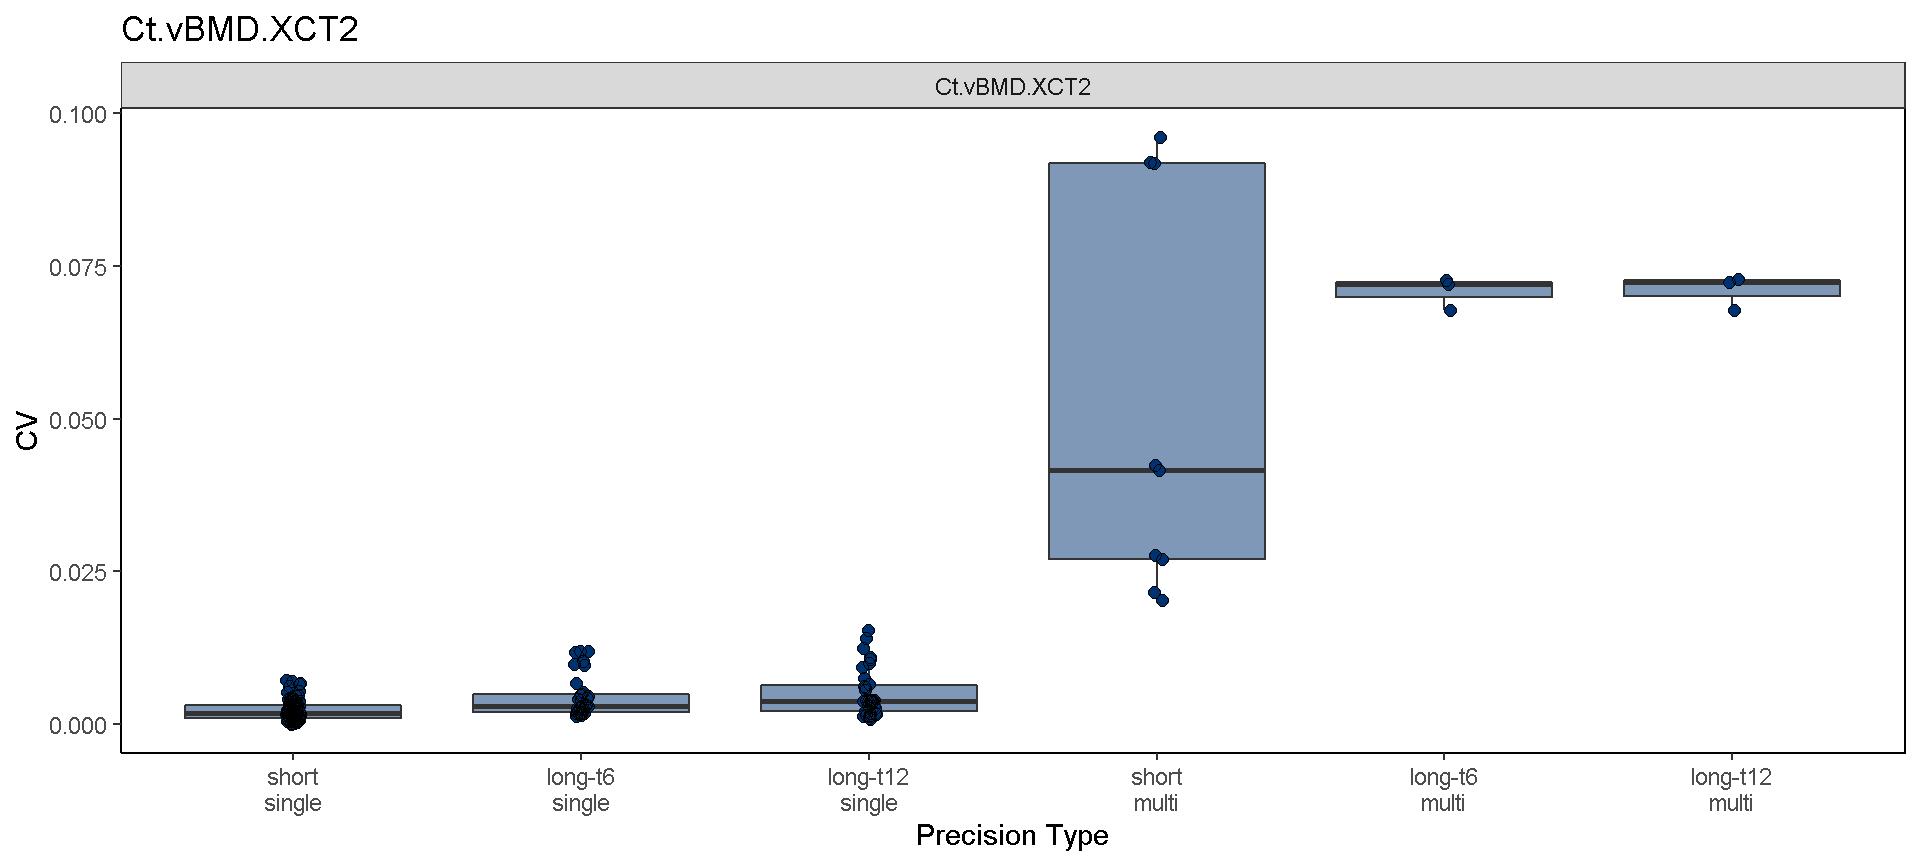 Ct.vBMD.XCT2
Ct.vBMD.XCT2
CV
0.100
0.075
0.050
0.025
0.000
short
single
long-t6
single
long-t12
single
short
multi
long-t6
multi
long-t12
multi
Precision Type